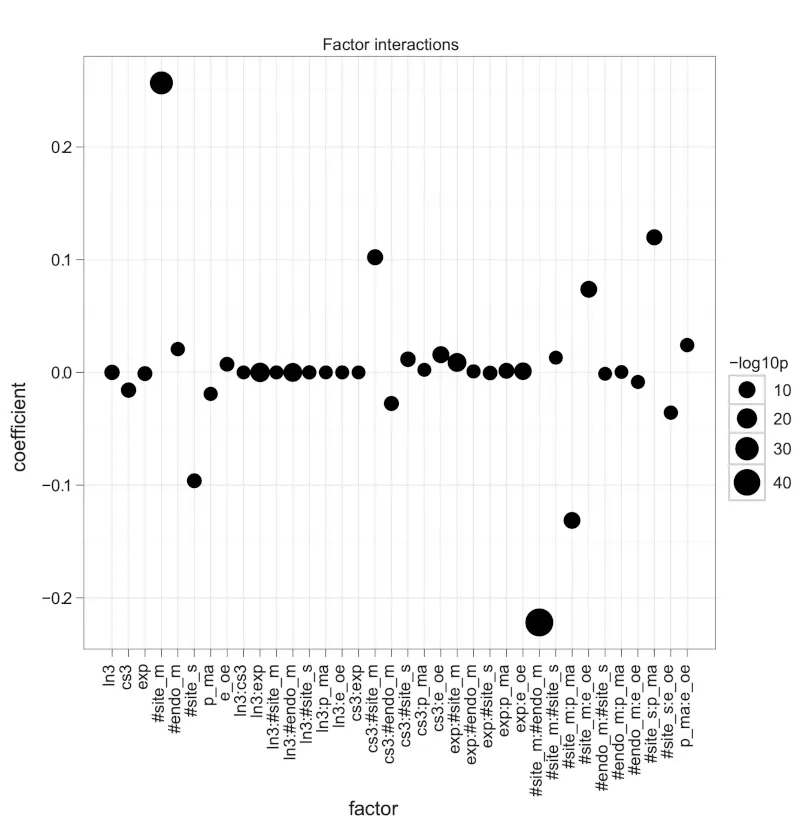 Factor interactions
coefficient
0.2
0.1
0.0
−0.1
−0.2
ln3
cs3
exp
#site_m
#endo_m
#site_s
p_ma
e_oe
ln3:cs3
ln3:exp
ln3:#site_m
ln3:#endo_m
ln3:#site_s
ln3:p_ma
ln3:e_oe
cs3:exp
cs3:#site_m
cs3:#endo_m
cs3:#site_s
cs3:p_ma
cs3:e_oe
exp:#site_m
exp:#endo_m
exp:#site_s
exp:p_ma
exp:e_oe
#site_m:#endo_m
#site_m:#site_s
#site_m:p_ma
#site_m:e_oe
#endo_m:#site_s
#endo_m:p_ma
#endo_m:e_oe
#site_s:p_ma
#site_s:e_oe
p_ma:e_oe
factor
−log10p
10
20
30
40